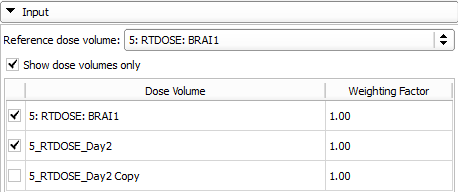 Input
Reference dose volume: 5: RTDOSE: BRAI1
Show dose volumes only
Dose Volume Weighting Factor
5: RTDOSE: BRAI1 1.00
5_RTDOSE_Day2 1.00
5_RTDOSE_Day2 Copy 1.00